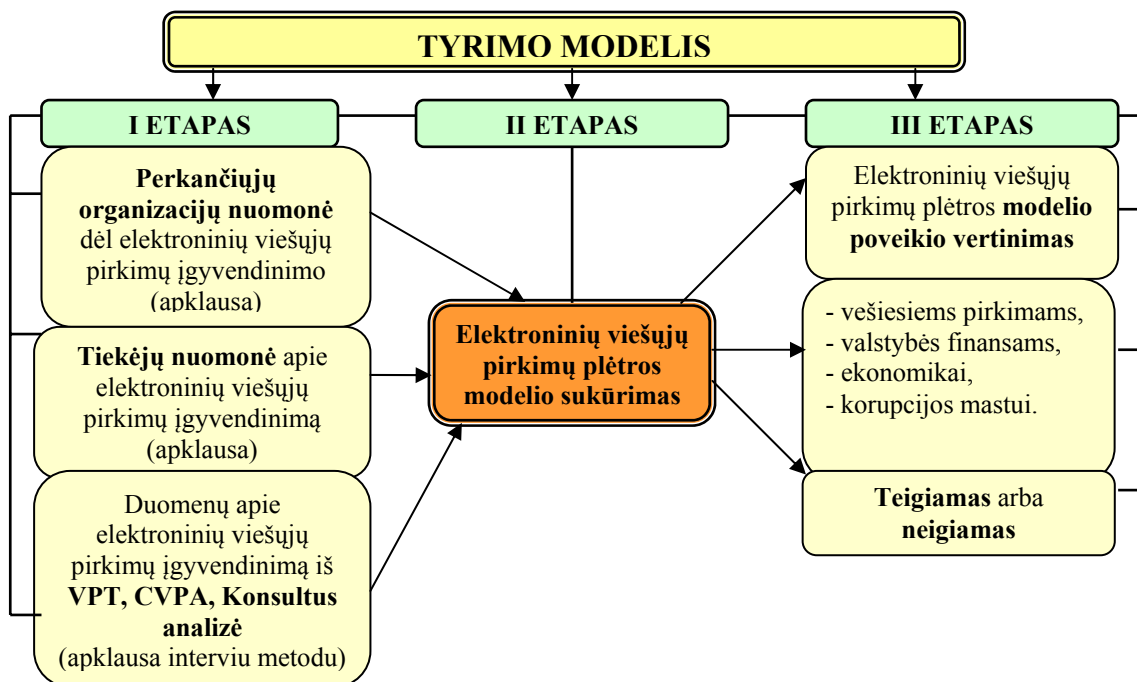 TYRIMO MODELIS
I ETAPAS
II ETAPAS
III ETAPAS
Perkančiųjų
organizacijų nuomonė
dėl elektroninių viešųjų
pirkimų įgyvendinimo
(apklausa)
Tiekėjų nuomonė apie
elektroninių viešųjų
pirkimų įgyvendinimą
(apklausa)
Duomenų apie
elektroninių viešųjų
pirkimų įgyvendinimą iš
VPT, CVPA, Konsultus
analizė
(apklausa interviu metodu)
Elektroninių viešųjų
pirkimų plėtros
modelio sukūrimas
Elektroninių viešųjų
pirkimų plėtros modelio
poveikio vertinimas
- vešiesiems pirkimams,
- valstybės finansams,
- ekonomikai,
- korupcijos mastui.
Teigiamas arba
neigiamas